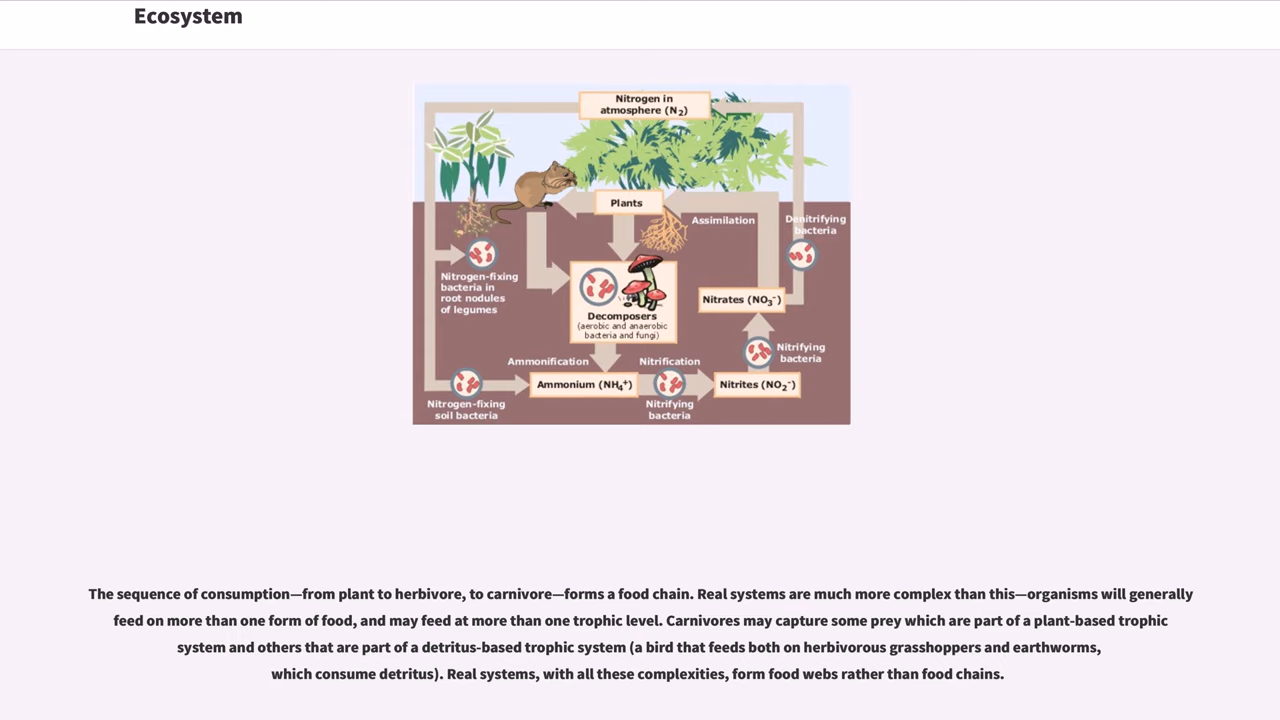 Ecosystem
Nitrogen in
atmosphere (N₂)
Plants
Assimilation
Denitrifying
bacteria
Nitrogen-fixing
bacteria in
root nodules
of legumes
Decomposers
(aerobic and anaerobic
bacteria and fungi)
Nitrates (NO₃⁻)
Nitrifying
bacteria
Ammonification
Nitrification
Ammonium (NH₄⁺)
Nitrites (NO₂⁻)
Nitrogen-fixing
soil bacteria
Nitrifying
bacteria
The sequence of consumption—from plant to herbivore, to carnivore—forms a food chain. Real systems are much more complex than this—organisms will generally
feed on more than one form of food, and may feed at more than one trophic level. Carnivores may capture some prey which are part of a plant-based trophic
system and others that are part of a detritus-based trophic system (a bird that feeds both on herbivorous grasshoppers and earthworms,
which consume detritus). Real systems, with all these complexities, form food webs rather than food chains.